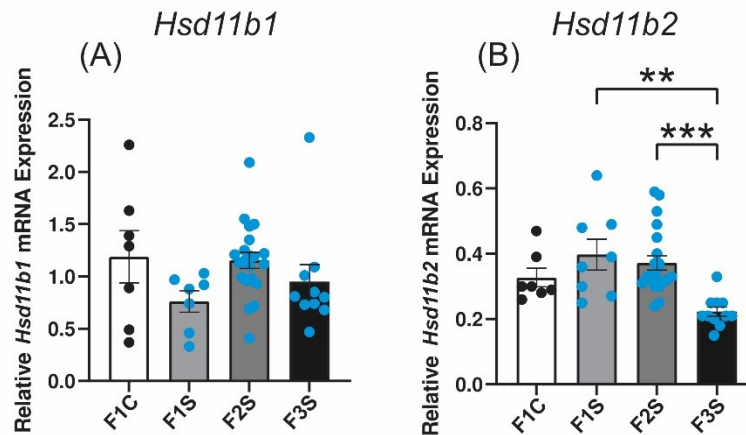 Hsd11b1
(A)
Relative Hsd11b1 mRNA Expression
2.5
2.0
1.5
1.0
0.5
0.0
F1C
F1S
F2S
F3S
Hsd11b2
(B)
**
***
Relative Hsd11b2 mRNA Expression
0.8
0.6
0.4
0.2
0.0
F1C
F1S
F2S
F3S